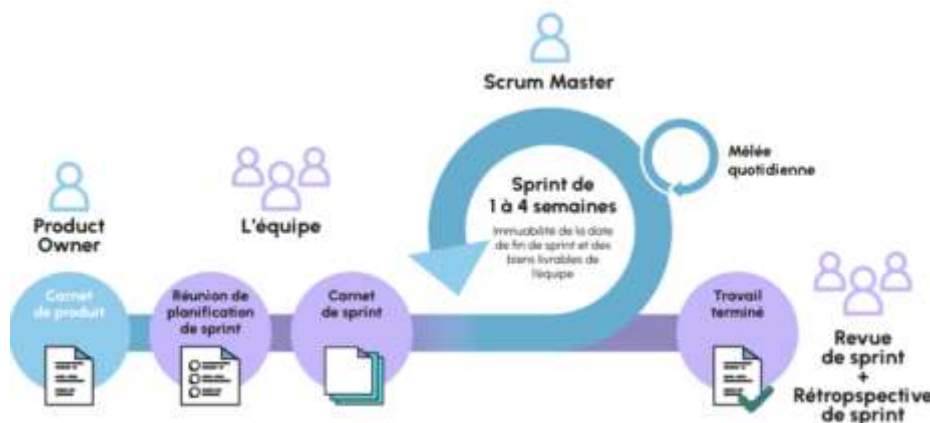 Scrum Master
Mêlée
quotidienne
Sprint de
1 à 4 semaines
Immuabilité de la date
de fin de sprint et des
biens livrables de
l'équipe
Product
Owner
L'équipe
Carnet
de produit
Réunion de
planification
de sprint
Carnet
de sprint
Travail
terminé
Revue
de sprint
+
Rétropspective
de sprint